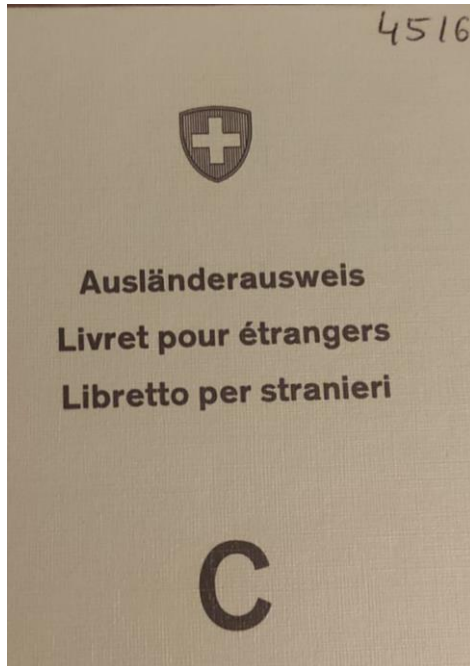 4516
Ausländerausweis
Livret pour étrangers
Libretto per stranieri
C